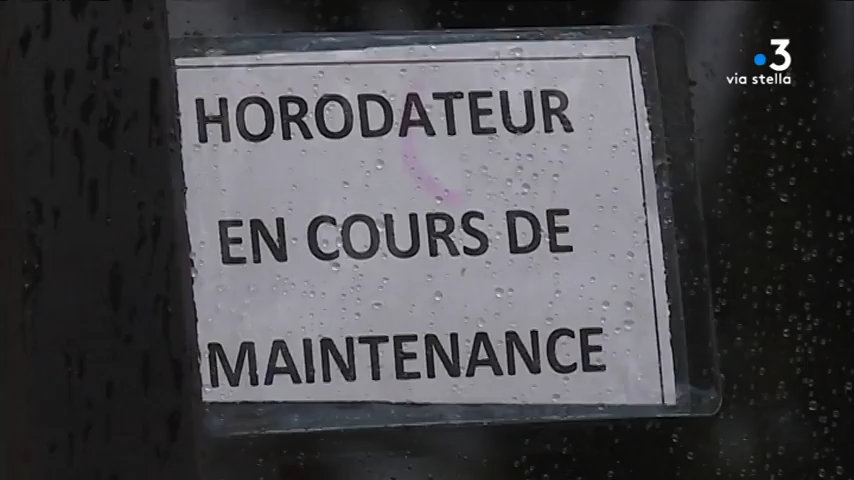 3
via stella
HORODATEUR
EN COURS DE
MAINTENANCE